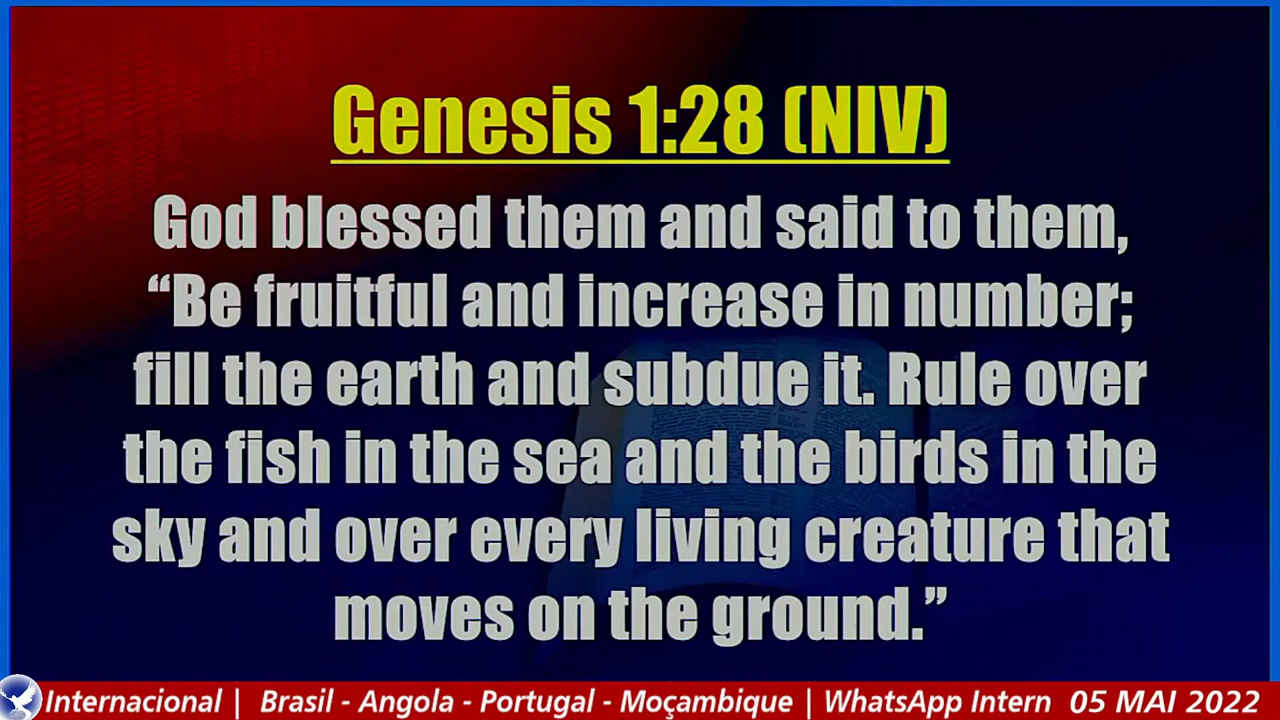 Genesis 1:28 (NIV)
God blessed them and said to them,
“Be fruitful and increase in number;
fill the earth and subdue it. Rule over
the fish in the sea and the birds in the
sky and over every living creature that
moves on the ground.”
Internacional | Brasil - Angola - Portugal - Moçambique | WhatsApp Intern 05 MAI 2022